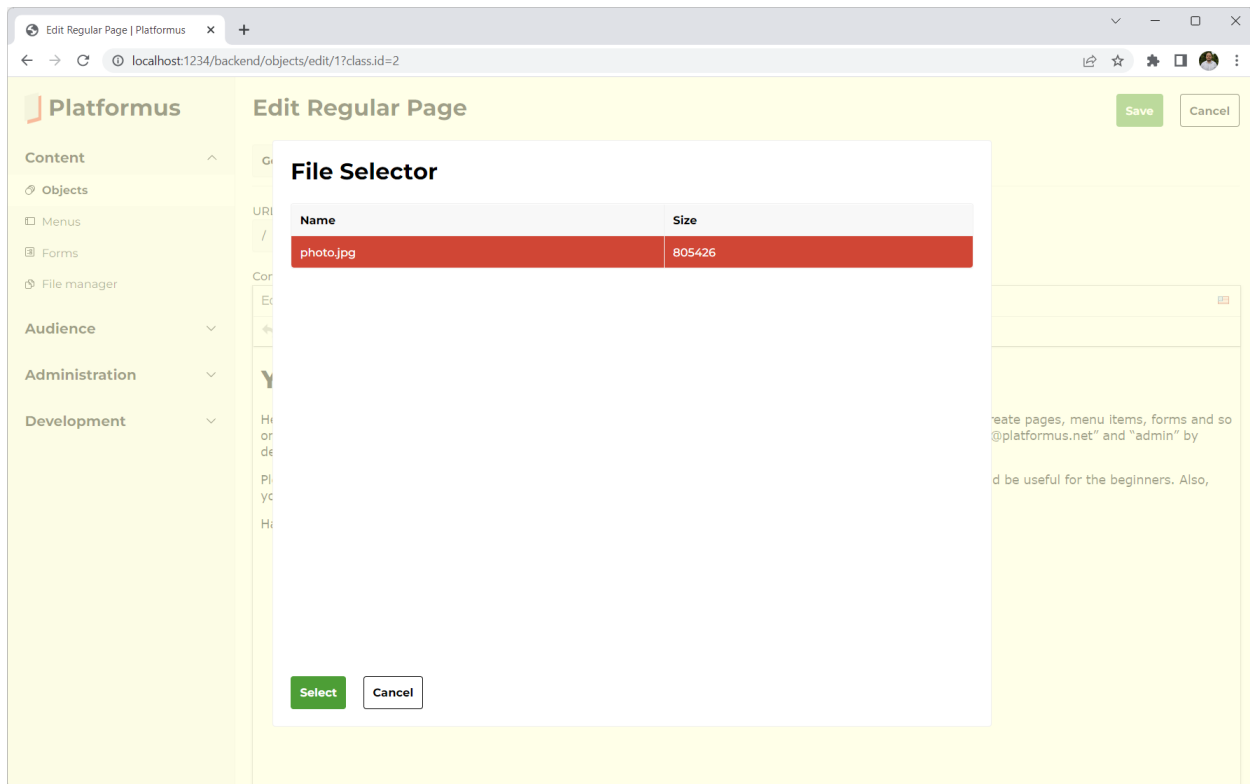 Edit Regular Page | Platformus
localhost:1234/backend/objects/edit/1?class.id=2
Platformus
Edit Regular Page
Save
Cancel
Content
Objects
Menus
Forms
File manager
Audience
Administration
Development
File Selector
Name Size
photo.jpg 805426
/
reate pages, menu items, forms and so
@platformus.net” and “admin” by
d be useful for the beginners. Also,
Select
Cancel